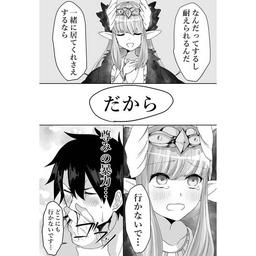 なんだってするし
耐えられるんだ
一緒に居てくれさえ
するなら
だから
行かないで…
尊みの暴力…
どこにも
行かないです…